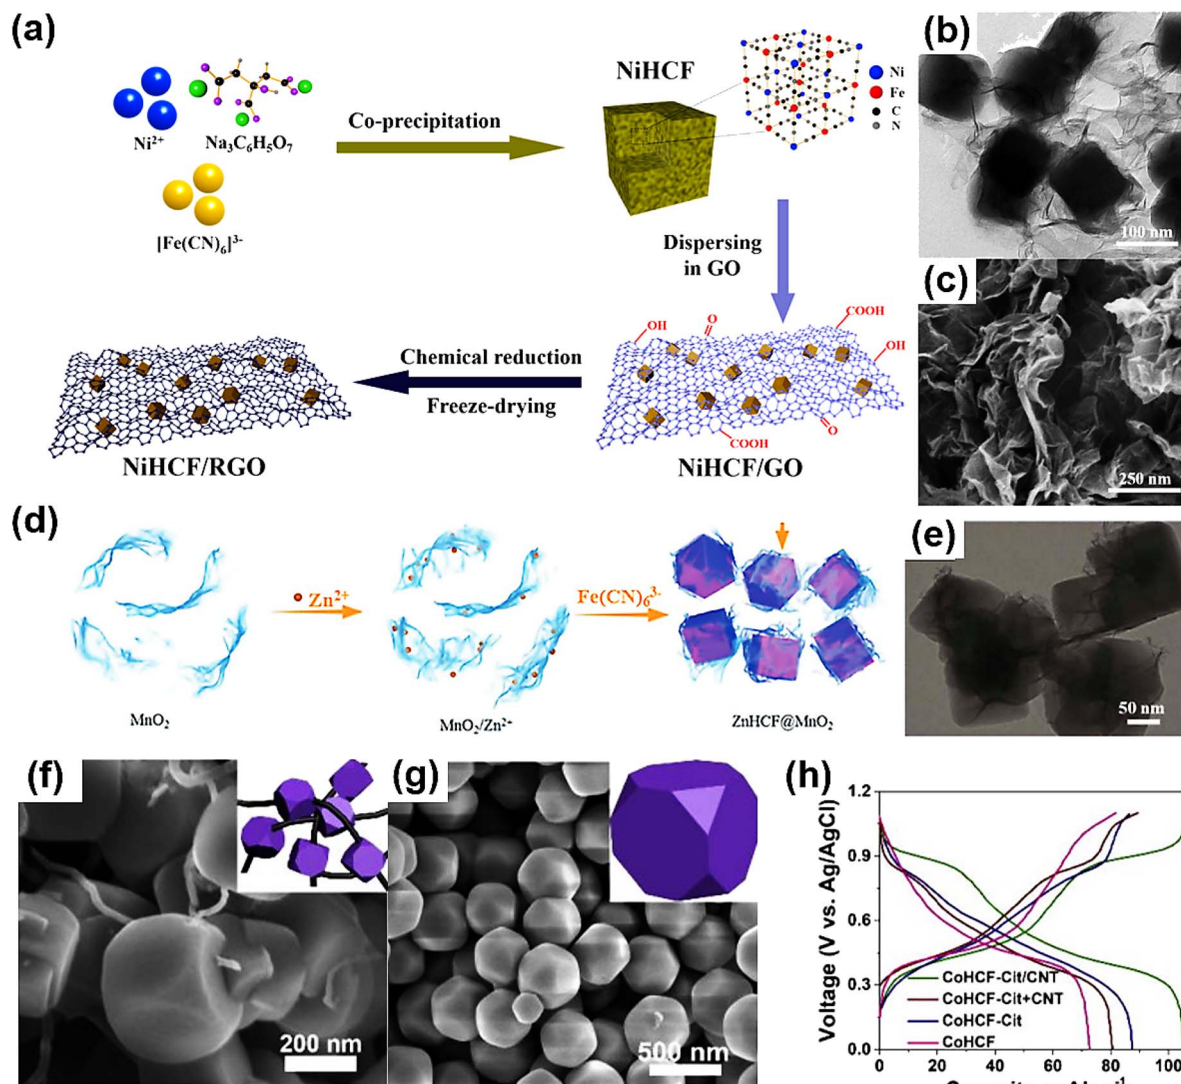 (a)
Ni²⁺
Na₃C₆H₅O₇
[Fe(CN)₆]³⁻
Co-precipitation
NiHCF
Ni
Fe
C
N
Dispersing
in GO
OH
O
COOH
OH
COOH
O
NiHCF/GO
Chemical reduction
Freeze-drying
NiHCF/RGO
(b)
100 nm
(c)
250 nm
(d)
MnO₂
Zn²⁺
MnO₂/Zn²⁺
Fe(CN)₆³⁻
ZnHCF@MnO₂
(e)
50 nm
(f)
200 nm
(g)
500 nm
(h)
Voltage (V vs. Ag/AgCl)
1.2
0.9
0.6
0.3
0.0
CoHCF-Cit/CNT
CoHCF-Cit+CNT
CoHCF-Cit
CoHCF
0 20 40 60 80 100